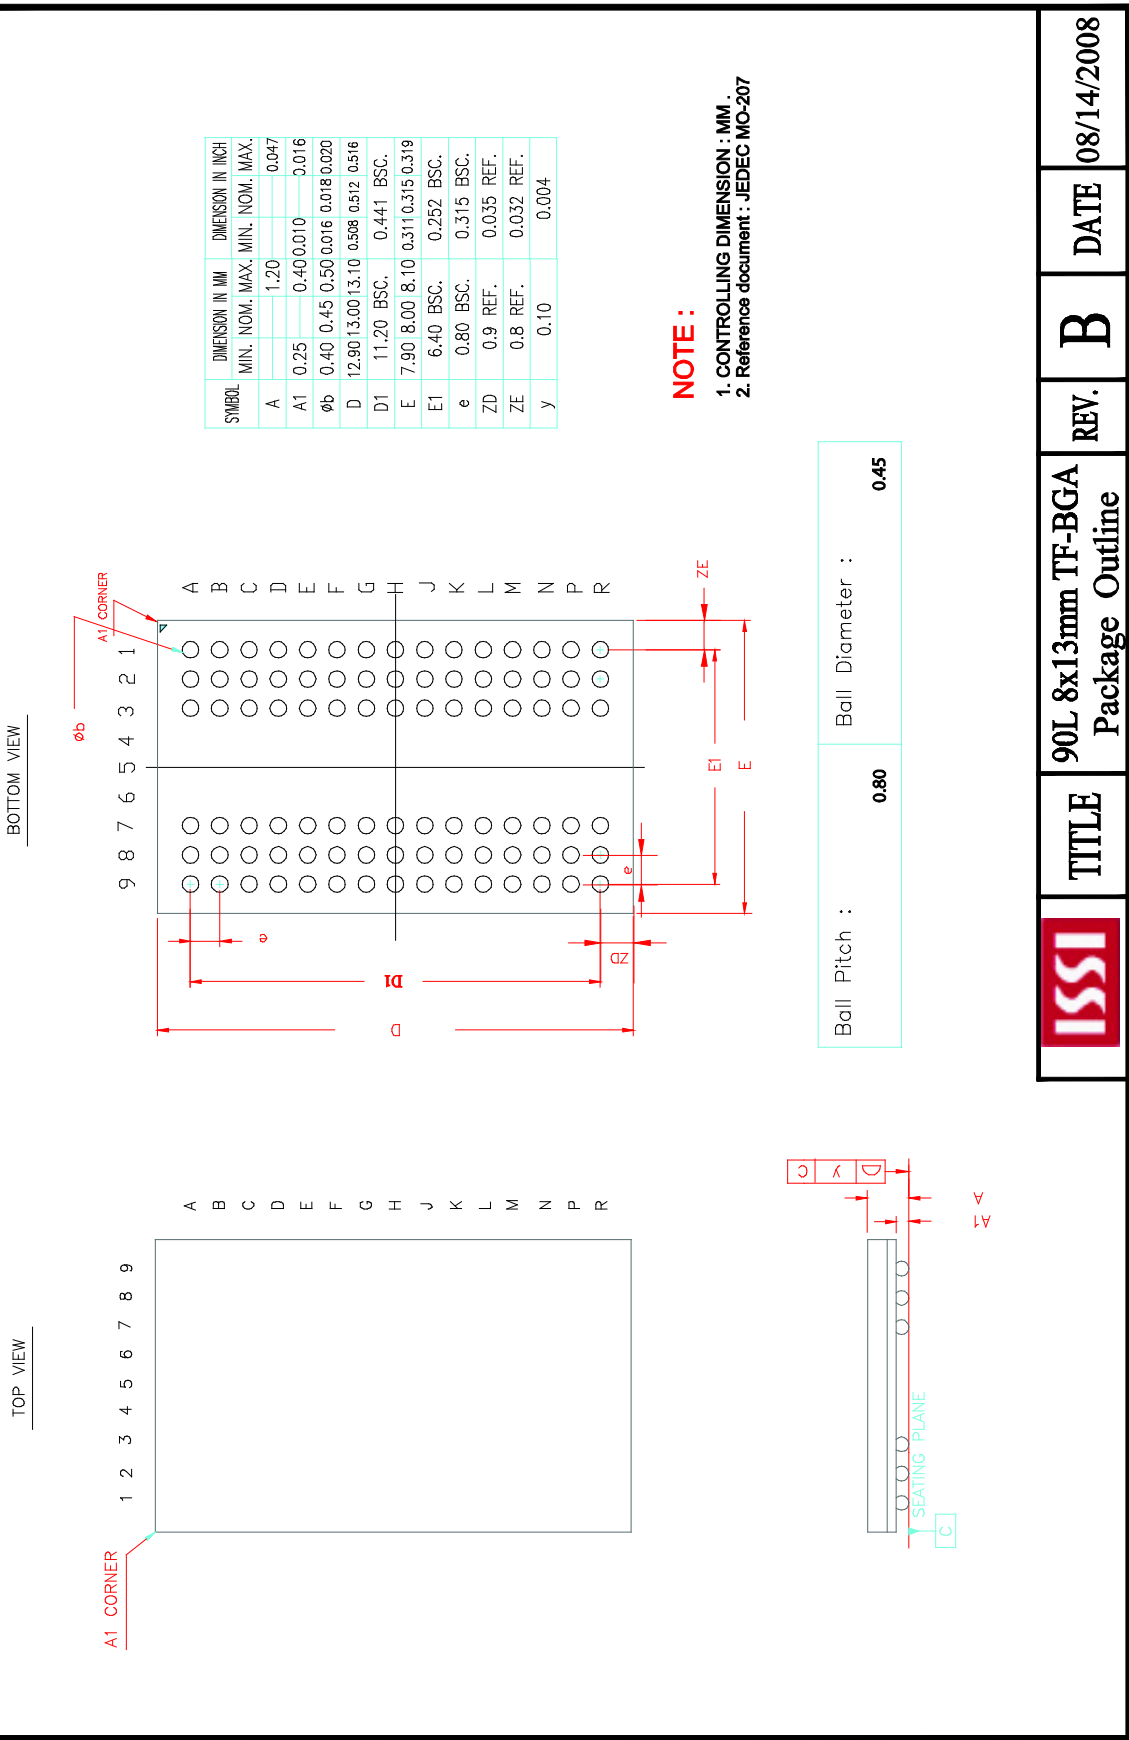 TOP VIEW
A1 CORNER
1 2 3 4 5 6 7 8 9
A
B
C
D
E
F
G
H
J
K
L
M
N
P
R
BOTTOM VIEW
Øb
A1 CORNER
9 8 7 6 5 4 3 2 1
A
B
C
D
E
F
G
H
J
K
L
M
N
P
R
e
D1
D
ZD
e
E1
E
ZE
SYMBOL DIMENSION IN MM DIMENSION IN INCH
MIN. NOM. MAX. MIN. NOM. MAX.
A 1.20 0.047
A1 0.25 0.40 0.010 0.016
Øb 0.40 0.45 0.50 0.016 0.018 0.020
D 12.90 13.00 13.10 0.508 0.512 0.516
D1 11.20 BSC. 0.441 BSC.
E 7.90 8.00 8.10 0.311 0.315 0.319
E1 6.40 BSC. 0.252 BSC.
e 0.80 BSC. 0.315 BSC.
ZD 0.9 REF. 0.035 REF.
ZE 0.8 REF. 0.032 REF.
y 0.10 0.004
NOTE :
1. CONTROLLING DIMENSION : MM .
2. Reference document : JEDEC MO-207
SEATING PLANE
C
C y
A
A1
Ball Pitch : 0.80 Ball Diameter : 0.45
ISSI
TITLE
90L 8x13mm TF-BGA
Package Outline
REV.
B
DATE
08/14/2008